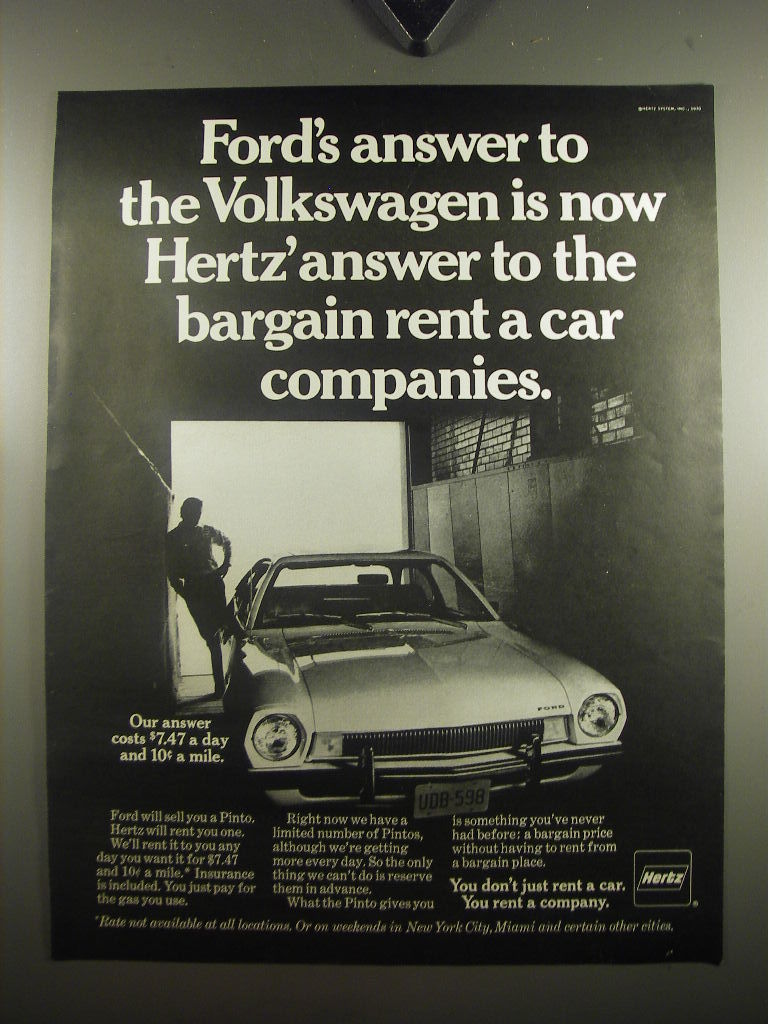 ©HERTZ SYSTEM, INC., 1970
Ford's answer to
the Volkswagen is now
Hertz' answer to the
bargain rent a car
companies.
FORD
UDB-598
Our answer
costs $7.47 a day
and 10¢ a mile.
Ford will sell you a Pinto.
Hertz will rent you one.
We'll rent it to you any
day you want it for $7.47
and 10¢ a mile.* Insurance
is included. You just pay for
the gas you use.
Right now we have a
limited number of Pintos,
although we're getting
more every day. So the only
thing we can't do is reserve
them in advance.
What the Pinto gives you
is something you've never
had before: a bargain price
without having to rent from
a bargain place.
You don't just rent a car.
You rent a company.
Hertz
®
*Rate not available at all locations. Or on weekends in New York City, Miami and certain other cities.